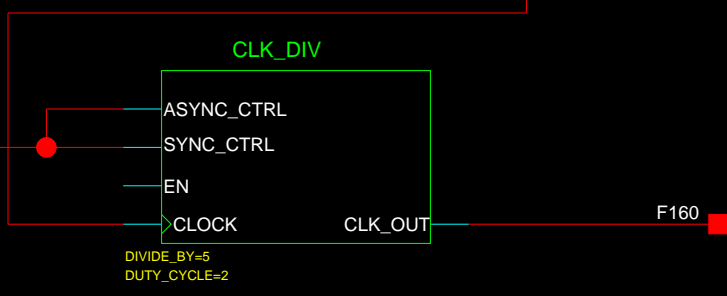 CLK_DIV
ASYNC_CTRL
SYNC_CTRL
EN
CLOCK CLK_OUT
F160
DIVIDE_BY=5
DUTY_CYCLE=2